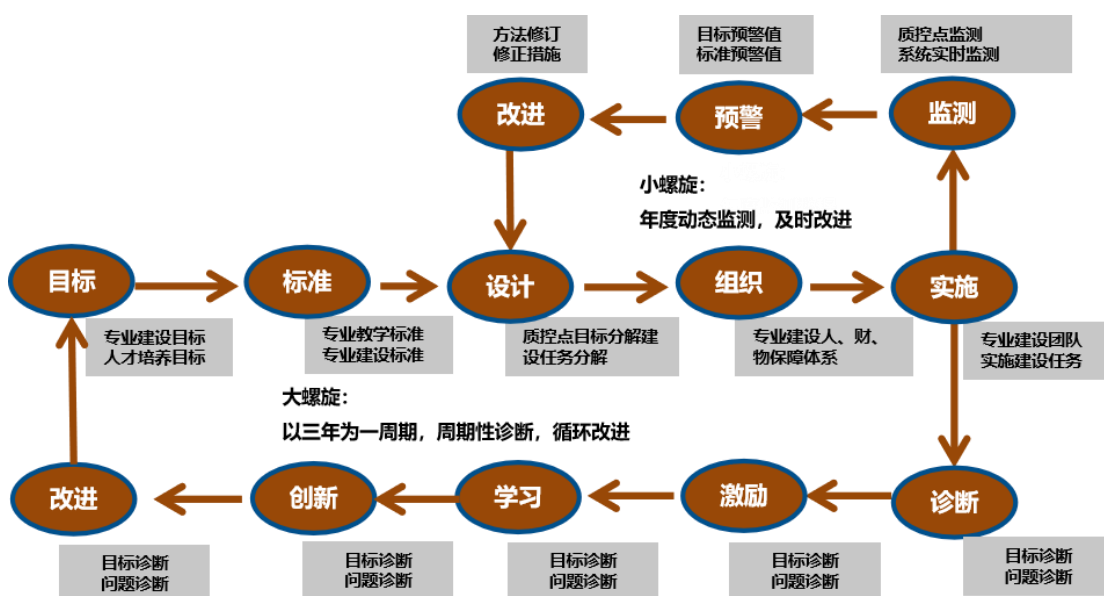 方法修订
修正措施
目标预警值
标准预警值
质控点监测
系统实时监测
改进
预警
监测
小螺旋：
年度动态监测，及时改进
目标
标准
设计
组织
实施
专业建设目标
人才培养目标
专业教学标准
专业建设标准
质控点目标分解建
设任务分解
专业建设人、财、
物保障体系
专业建设团队
实施建设任务
大螺旋：
以三年为一周期，周期性诊断，循环改进
改进
创新
学习
激励
诊断
目标诊断
问题诊断
目标诊断
问题诊断
目标诊断
问题诊断
目标诊断
问题诊断
目标诊断
问题诊断